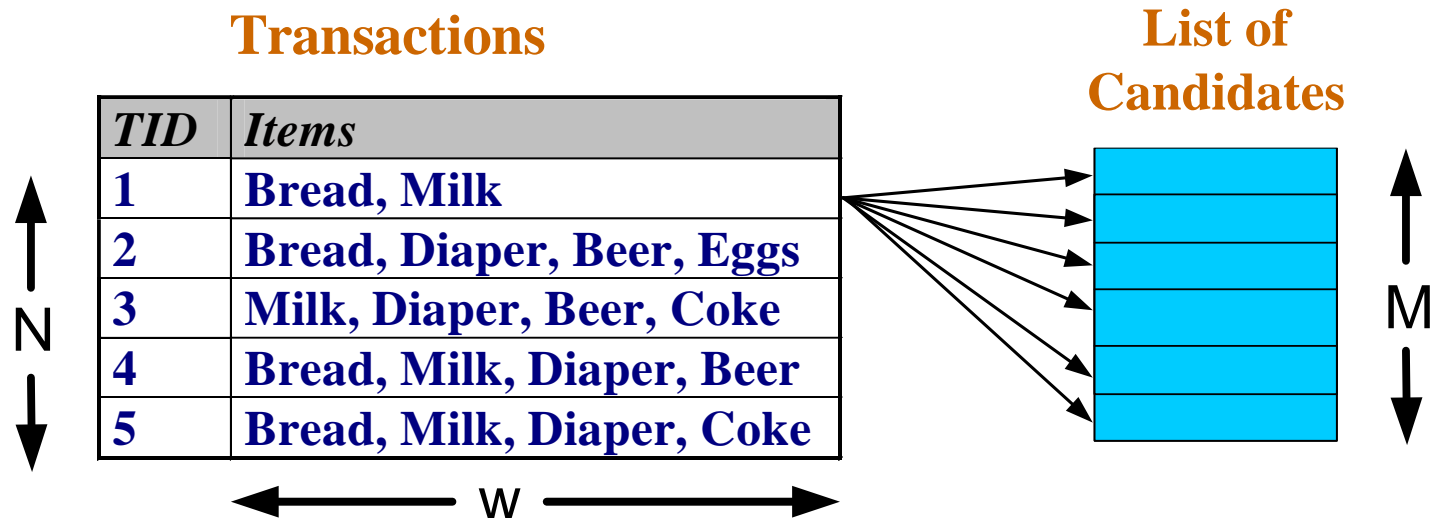 Transactions
List of
Candidates
TID Items
1 Bread, Milk
2 Bread, Diaper, Beer, Eggs
3 Milk, Diaper, Beer, Coke
4 Bread, Milk, Diaper, Beer
5 Bread, Milk, Diaper, Coke
N
M
w